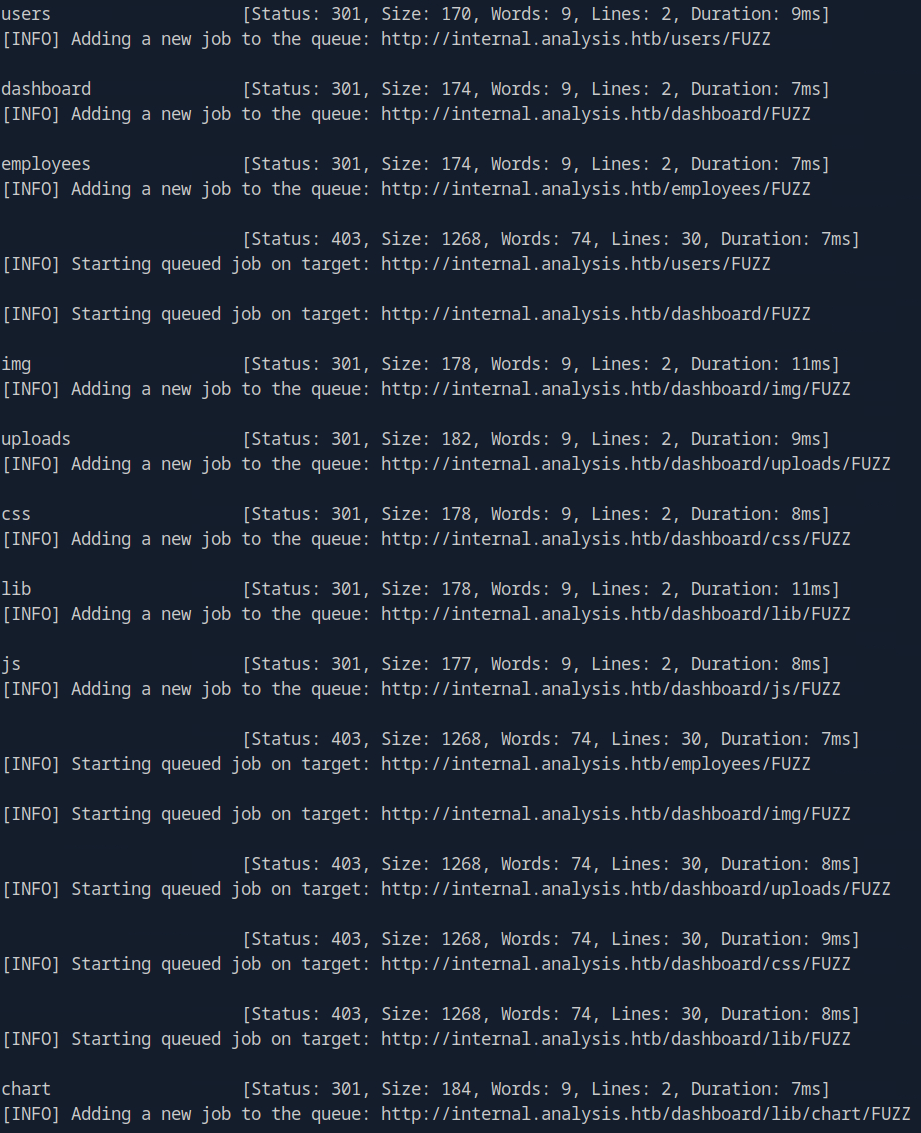 users [Status: 301, Size: 170, Words: 9, Lines: 2, Duration: 9ms]
[INFO] Adding a new job to the queue: http://internal.analysis.htb/users/FUZZ
dashboard [Status: 301, Size: 174, Words: 9, Lines: 2, Duration: 7ms]
[INFO] Adding a new job to the queue: http://internal.analysis.htb/dashboard/FUZZ
employees [Status: 301, Size: 174, Words: 9, Lines: 2, Duration: 7ms]
[INFO] Adding a new job to the queue: http://internal.analysis.htb/employees/FUZZ
[Status: 403, Size: 1268, Words: 74, Lines: 30, Duration: 7ms]
[INFO] Starting queued job on target: http://internal.analysis.htb/users/FUZZ
[INFO] Starting queued job on target: http://internal.analysis.htb/dashboard/FUZZ
img [Status: 301, Size: 178, Words: 9, Lines: 2, Duration: 11ms]
[INFO] Adding a new job to the queue: http://internal.analysis.htb/dashboard/img/FUZZ
uploads [Status: 301, Size: 182, Words: 9, Lines: 2, Duration: 9ms]
[INFO] Adding a new job to the queue: http://internal.analysis.htb/dashboard/uploads/FUZZ
css [Status: 301, Size: 178, Words: 9, Lines: 2, Duration: 8ms]
[INFO] Adding a new job to the queue: http://internal.analysis.htb/dashboard/css/FUZZ
lib [Status: 301, Size: 178, Words: 9, Lines: 2, Duration: 11ms]
[INFO] Adding a new job to the queue: http://internal.analysis.htb/dashboard/lib/FUZZ
js [Status: 301, Size: 177, Words: 9, Lines: 2, Duration: 8ms]
[INFO] Adding a new job to the queue: http://internal.analysis.htb/dashboard/js/FUZZ
[Status: 403, Size: 1268, Words: 74, Lines: 30, Duration: 7ms]
[INFO] Starting queued job on target: http://internal.analysis.htb/employees/FUZZ
[INFO] Starting queued job on target: http://internal.analysis.htb/dashboard/img/FUZZ
[Status: 403, Size: 1268, Words: 74, Lines: 30, Duration: 8ms]
[INFO] Starting queued job on target: http://internal.analysis.htb/dashboard/uploads/FUZZ
[Status: 403, Size: 1268, Words: 74, Lines: 30, Duration: 9ms]
[INFO] Starting queued job on target: http://internal.analysis.htb/dashboard/css/FUZZ
[Status: 403, Size: 1268, Words: 74, Lines: 30, Duration: 8ms]
[INFO] Starting queued job on target: http://internal.analysis.htb/dashboard/lib/FUZZ
chart [Status: 301, Size: 184, Words: 9, Lines: 2, Duration: 7ms]
[INFO] Adding a new job to the queue: http://internal.analysis.htb/dashboard/lib/chart/FUZZ